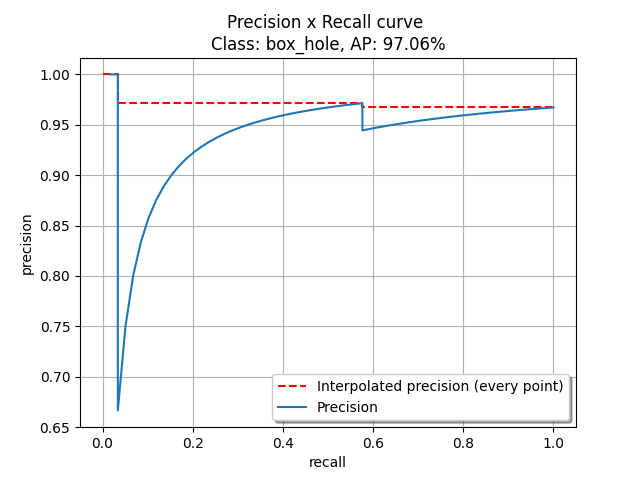 Precision x Recall curve
Class: box_hole, AP: 97.06%
1.00
0.95
0.90
0.85
0.80
0.75
0.70
0.65
precision
Interpolated precision (every point)
Precision
0.0 0.2 0.4 0.6 0.8 1.0
recall